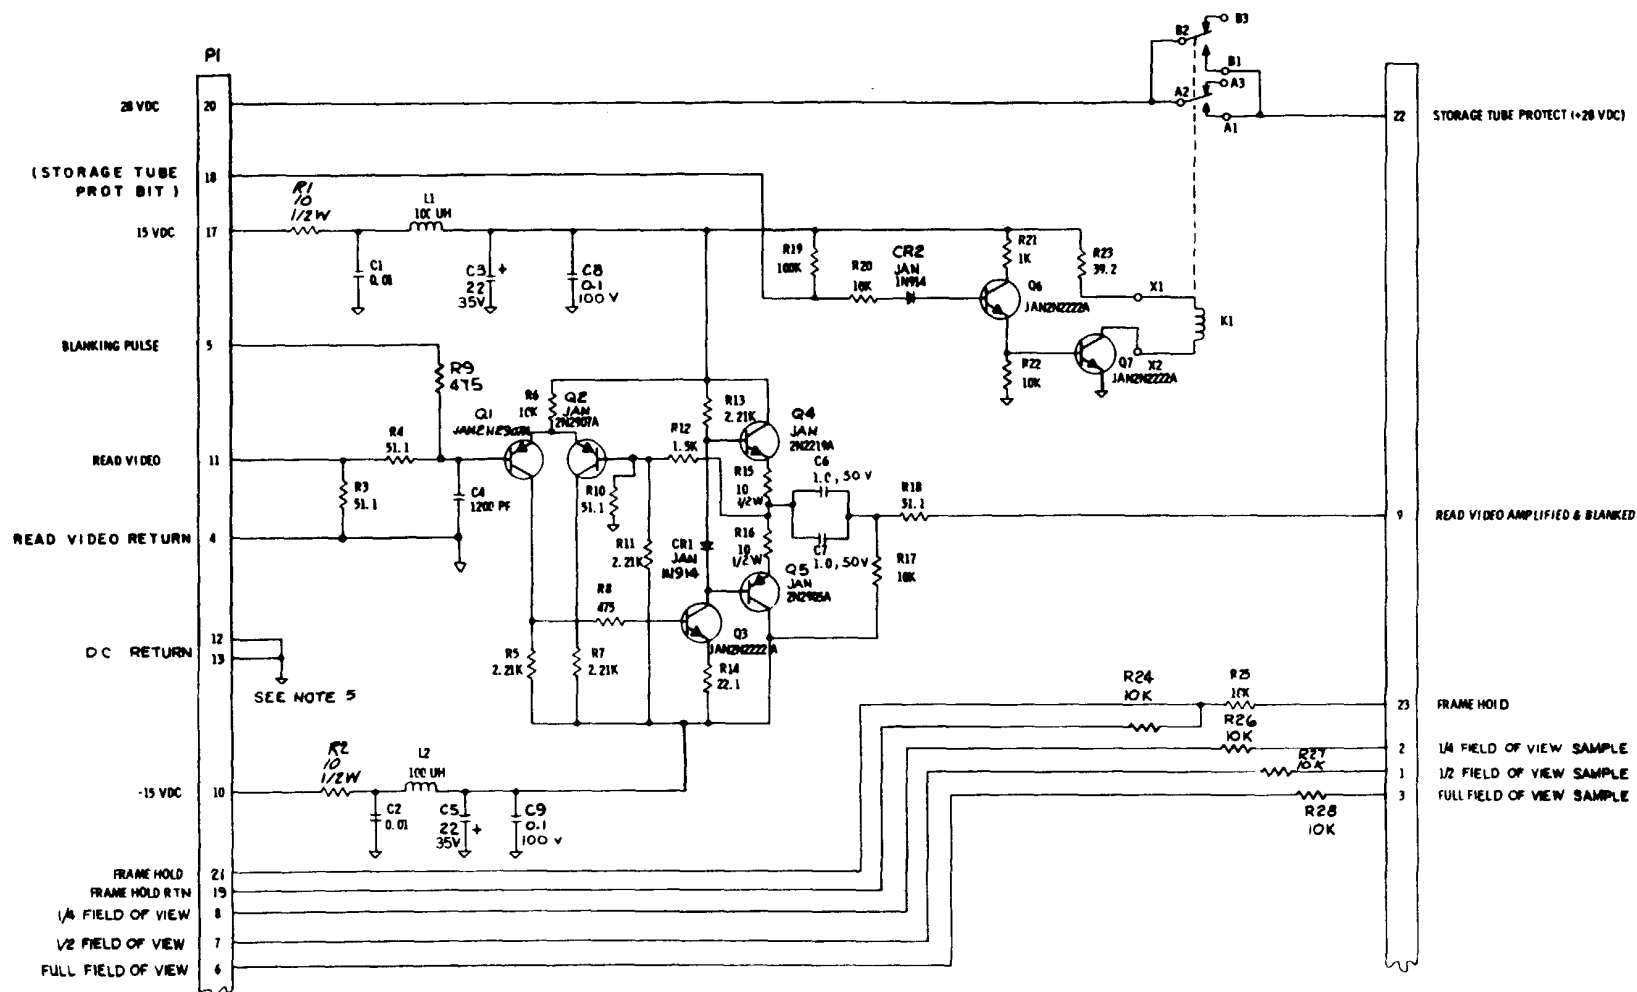 P1
B3
B2
B1
A3
A2
A1
28 VDC
20
22
STORAGE TUBE PROTECT (+28 VDC)
(STORAGE TUBE
PROT BIT)
18
R1
10
1/2W
L1
100 UH
15 VDC
17
C1
0.01
C3 +
22
35V
C8
0.1
100 V
R19
100K
R20
10K
CR2
JAN
1N914
R21
1K
R23
39.2
Q6
JAN2N2222A
X1
K1
BLANKING PULSE
5
R9
475
R22
10K
Q7
JAN2N2222A
X2
R6
10K
Q1
Q2
JAN
2N2907A
R13
2.21K
Q4
JAN
2N2219A
R4
51.1
R12
1.5K
READ VIDEO
11
R3
51.1
C4
1200 PF
R10
51.1
R15
10
1/2W
C6
1.0, 50V
R18
51.1
9
READ VIDEO AMPLIFIED & BLANKED
READ VIDEO RETURN
4
R11
2.21K
CR1
JAN
1N914
R16
10
1/2W
C7
1.0, 50V
R17
10K
Q5
JAN
2N2905A
R8
475
Q3
JAN2N2222A
12
DC RETURN
13
SEE NOTE 5
R5
2.21K
R7
2.21K
R14
22.1
R24
10K
R25
10K
23
FRAME HOLD
R26
10K
2
1/4 FIELD OF VIEW SAMPLE
R27
10K
1
1/2 FIELD OF VIEW SAMPLE
3
FULL FIELD OF VIEW SAMPLE
R28
10K
R2
10
1/2W
L2
100 UH
-15 VDC
10
C2
0.01
C5
22 +
35V
C9
0.1
100 V
FRAME HOLD
21
FRAME HOLD RTN
19
1/4 FIELD OF VIEW
8
1/2 FIELD OF VIEW
7
FULL FIELD OF VIEW
6